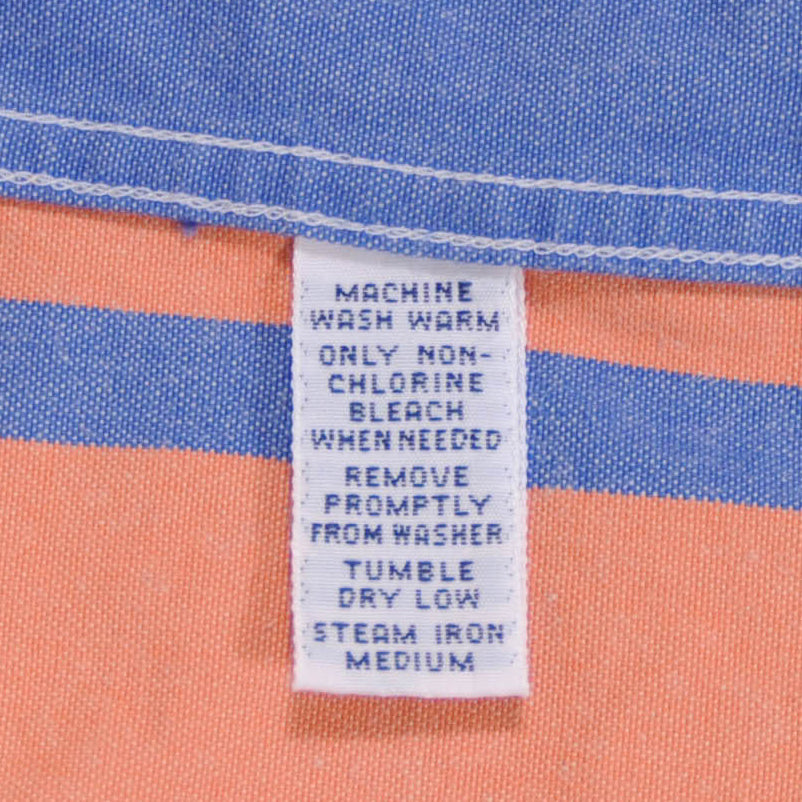 MACHINE
WASH WARM
ONLY NON-
CHLORINE
BLEACH
WHEN NEEDED
REMOVE
PROMPTLY
FROM WASHER
TUMBLE
DRY LOW
STEAM IRON
MEDIUM